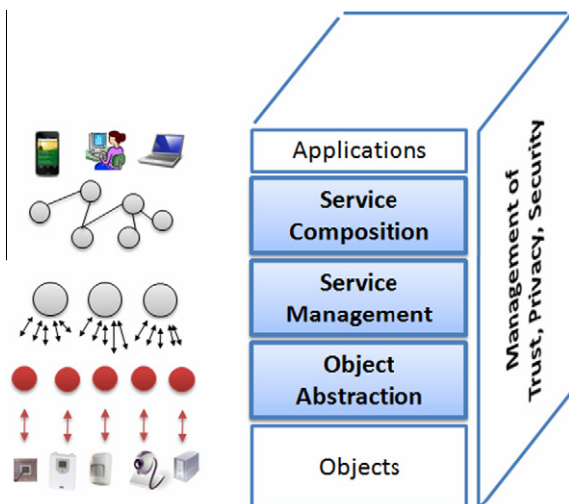 Applications
Service
Composition
Service
Management
Object
Abstraction
Objects
Management of
Trust, Privacy, Security